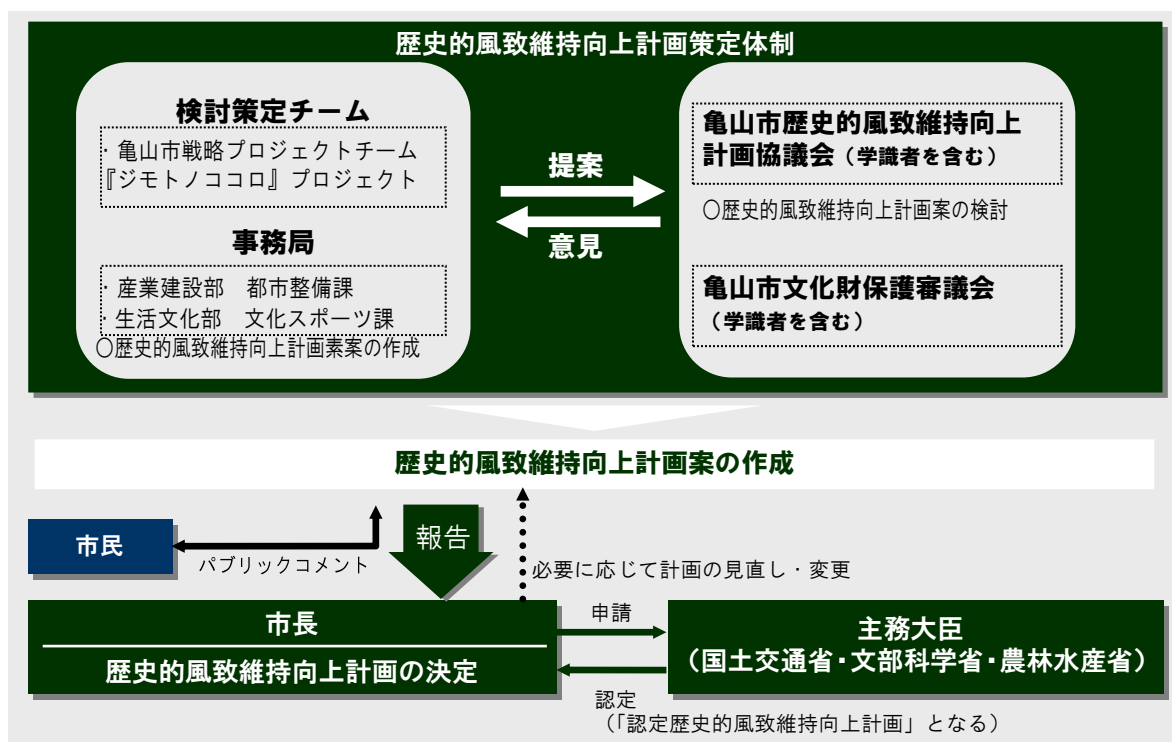 歴史的風致維持向上計画策定体制
検討策定チーム
・亀山市戦略プロジェクトチーム
『ジモトノココロ』プロジェクト
事務局
・産業建設部　都市整備課
・生活文化部　文化スポーツ課
〇歴史的風致維持向上計画素案の作成
提案
意見
亀山市歴史的風致維持向上
計画協議会（学識者を含む）
〇歴史的風致維持向上計画案の検討
亀山市文化財保護審議会
（学識者を含む）
歴史的風致維持向上計画案の作成
市民
パブリックコメント
報告
必要に応じて計画の見直し・変更
市長
歴史的風致維持向上計画の決定
申請
主務大臣
（国土交通省・文部科学省・農林水産省）
認定
（「認定歴史的風致維持向上計画」となる）